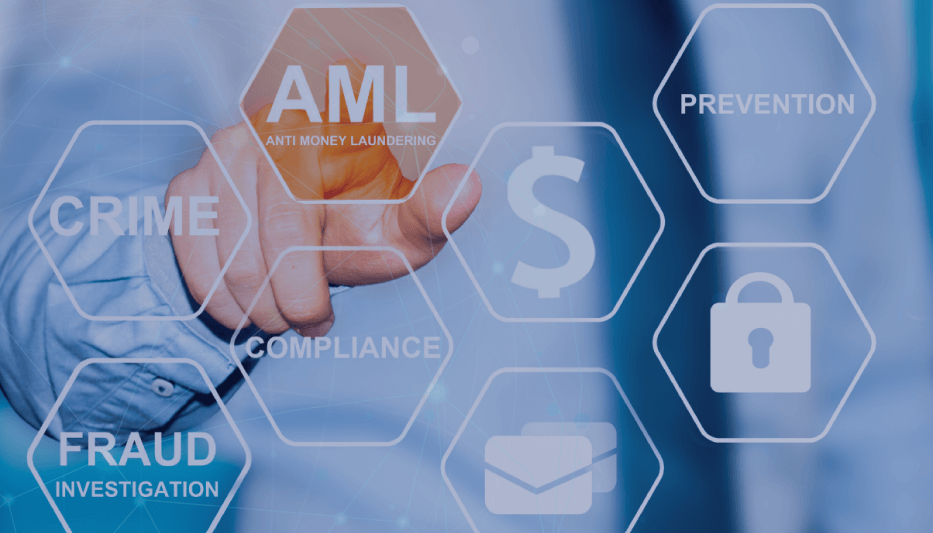 AML
ANTI MONEY LAUNDERING
PREVENTION
CRIME
$
COMPLIANCE
FRAUD
INVESTIGATION